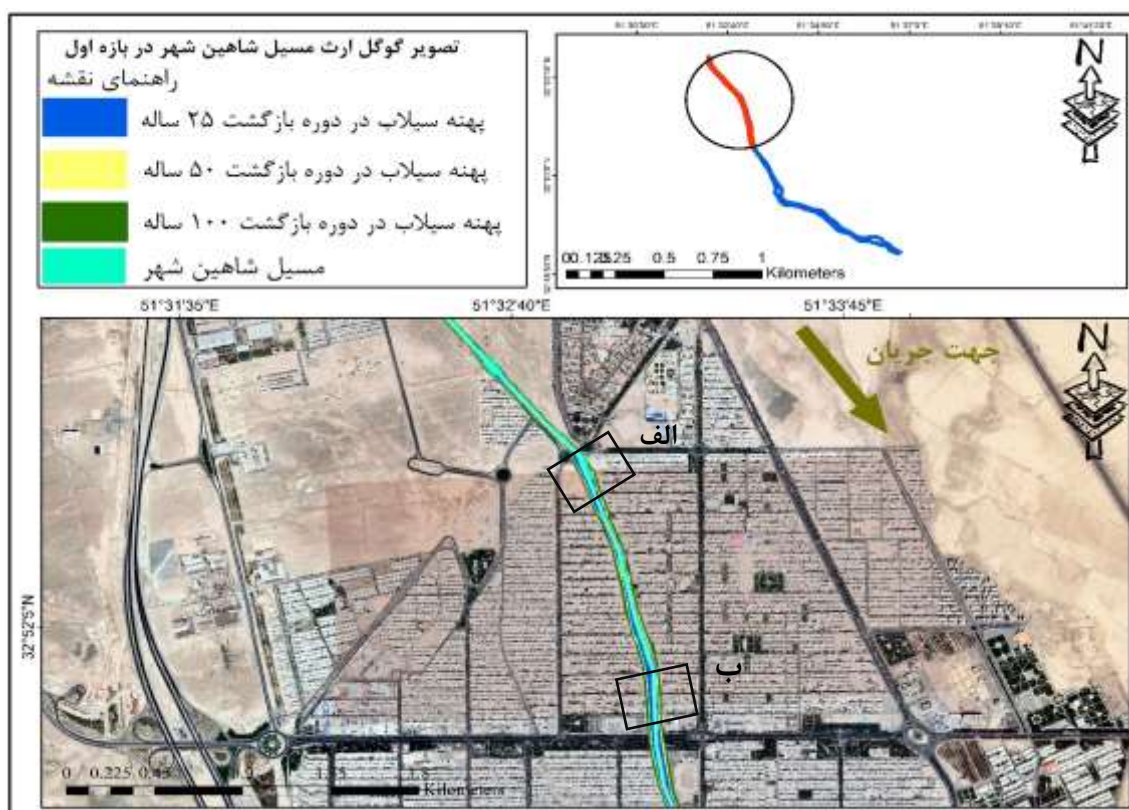 تصویر گوگل ارث مسیل شاهین شهر در بازه اول
راهنمای نقشه
پهنه سیلاب در دوره بازگشت ۲۵ ساله
پهنه سیلاب در دوره بازگشت ۵۰ ساله
پهنه سیلاب در دوره بازگشت ۱۰۰ ساله
مسیل شاهین شهر
N
0 0.125 0.25 0.5 0.75 1
Kilometers
51°31'35"E 51°32'40"E 51°33'45"E
32°52'5"N
جهت جریان
N
الف
ب
0 0.225 0.45
Kilometers